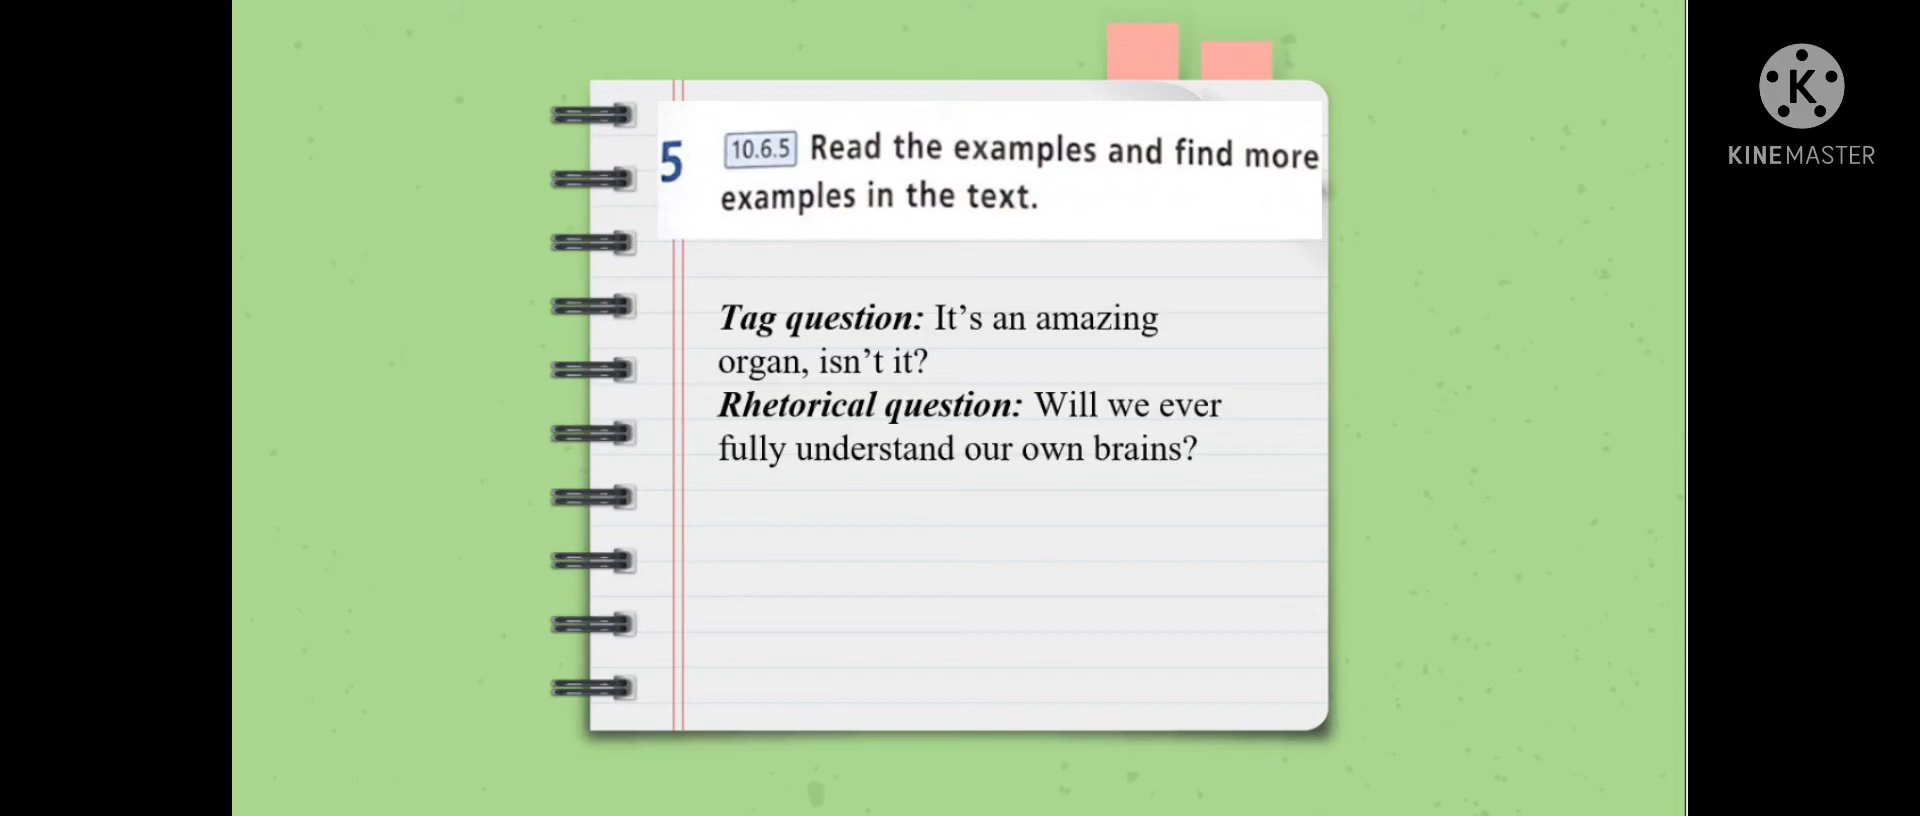 5 10.6.5 Read the examples and find more
examples in the text.
Tag question: It’s an amazing
organ, isn’t it?
Rhetorical question: Will we ever
fully understand our own brains?
K
KINEMASTER